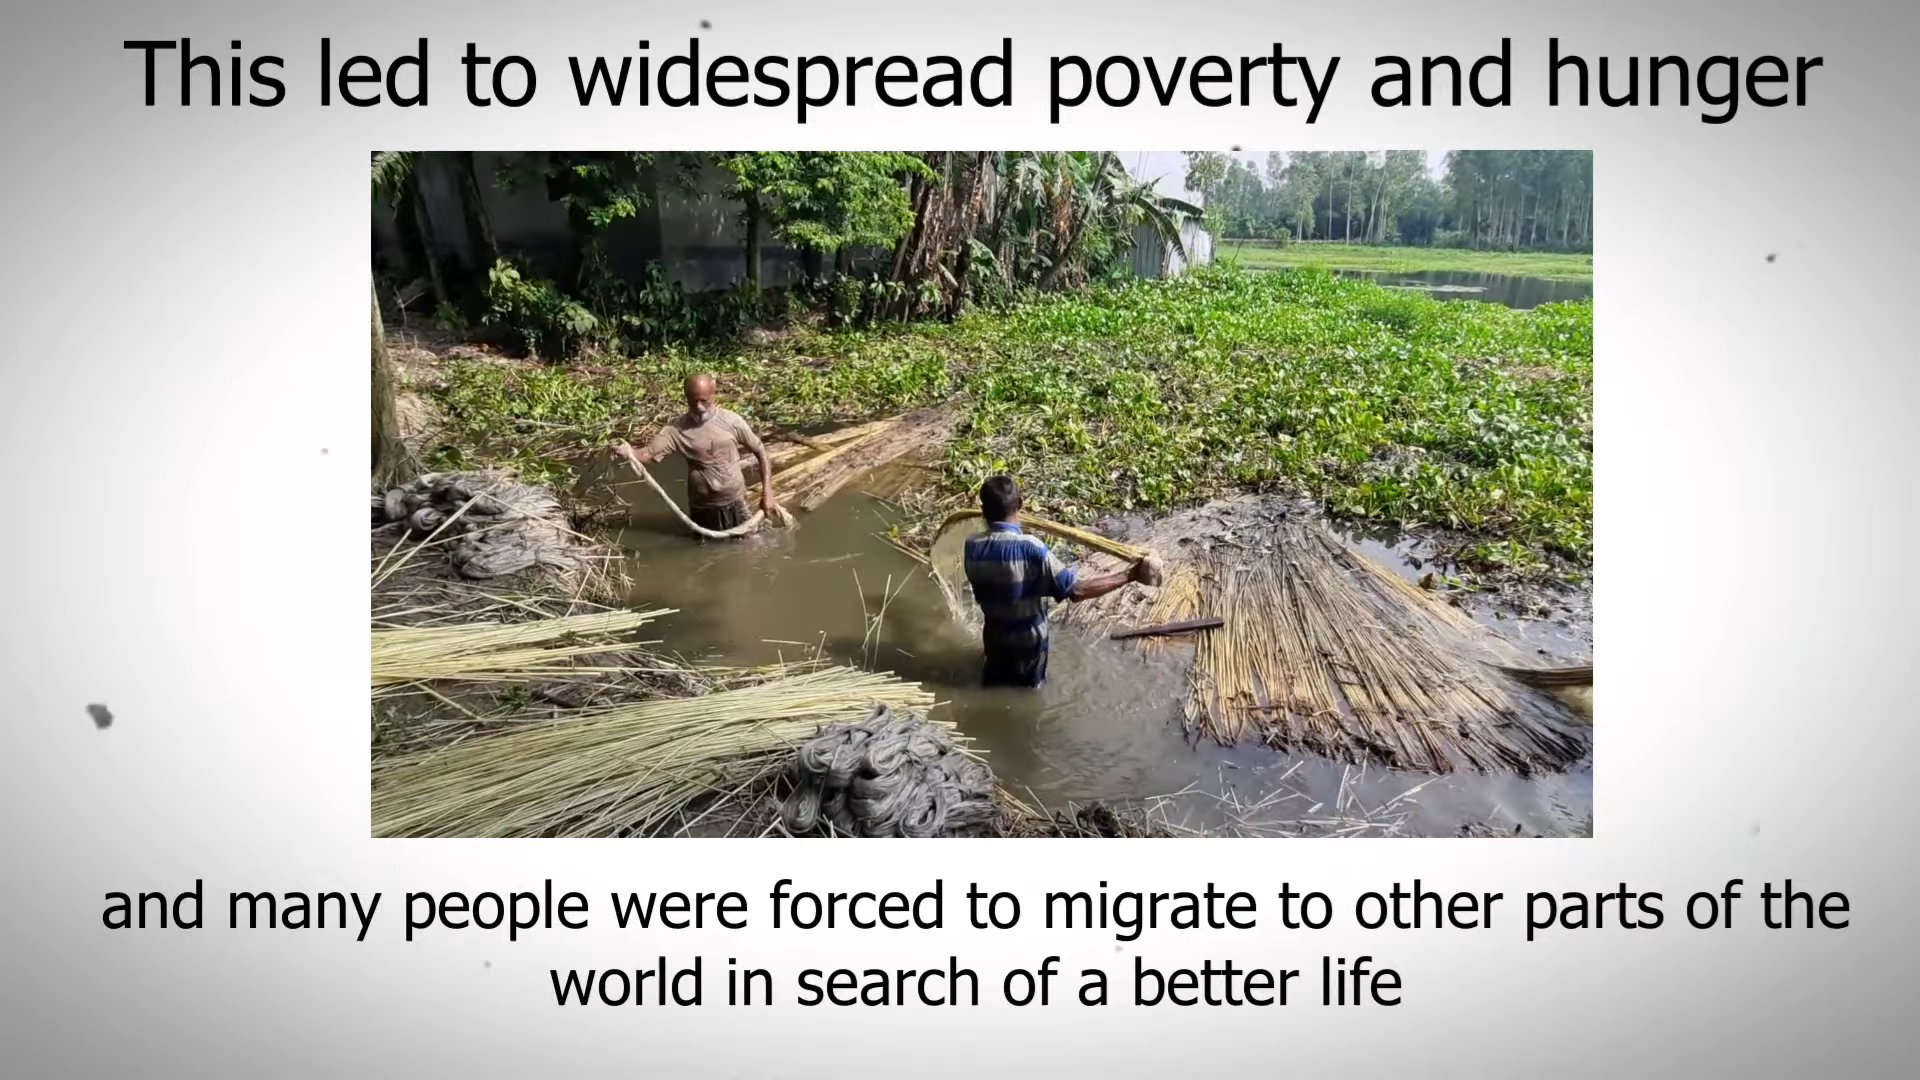 This led to widespread poverty and hunger
and many people were forced to migrate to other parts of the
world in search of a better life